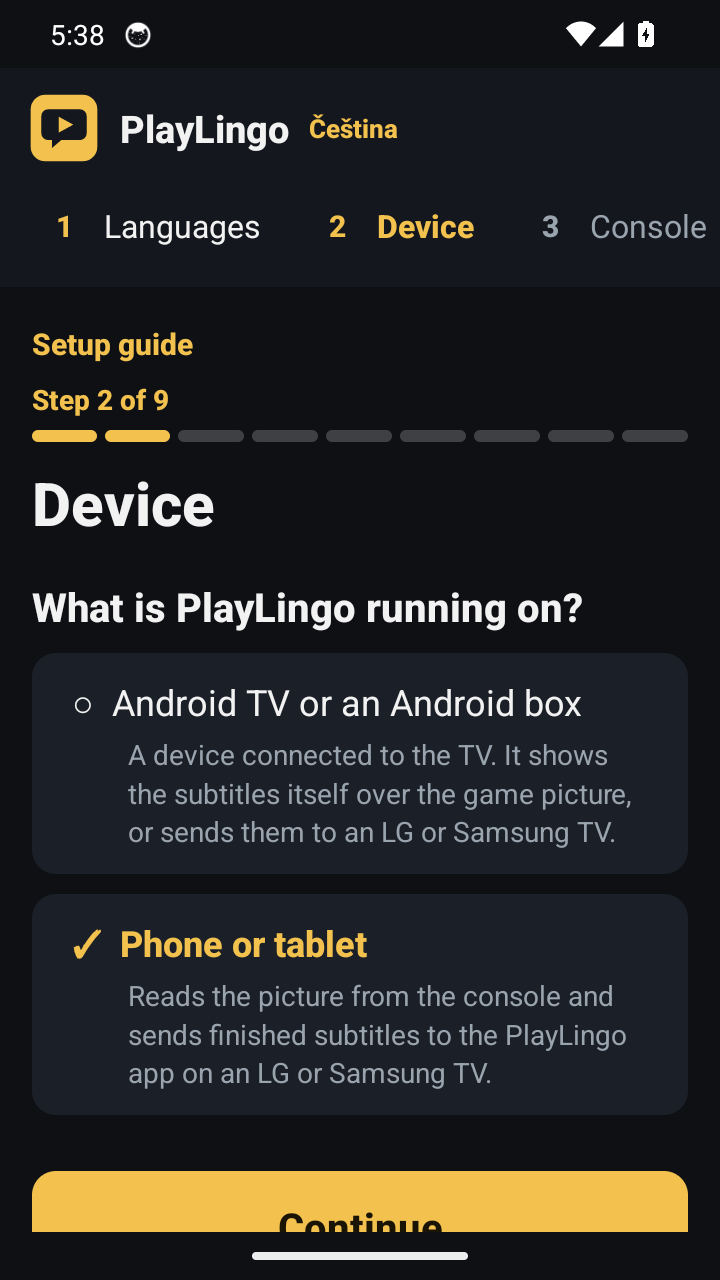 5:38
PlayLingo Čeština
1 Languages 2 Device 3 Console
Setup guide
Step 2 of 9
Device
What is PlayLingo running on?
○ Android TV or an Android box
A device connected to the TV. It shows
the subtitles itself over the game picture,
or sends them to an LG or Samsung TV.
✓ Phone or tablet
Reads the picture from the console and
sends finished subtitles to the PlayLingo
app on an LG or Samsung TV.
Continue